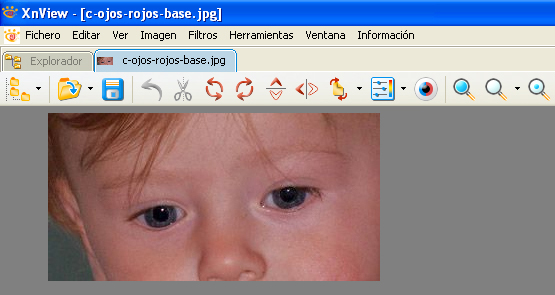 XnView - [c-ojos-rojos-base.jpg]
Fichero Editar Ver Imagen Filtros Herramientas Ventana Información
Explorador c-ojos-rojos-base.jpg